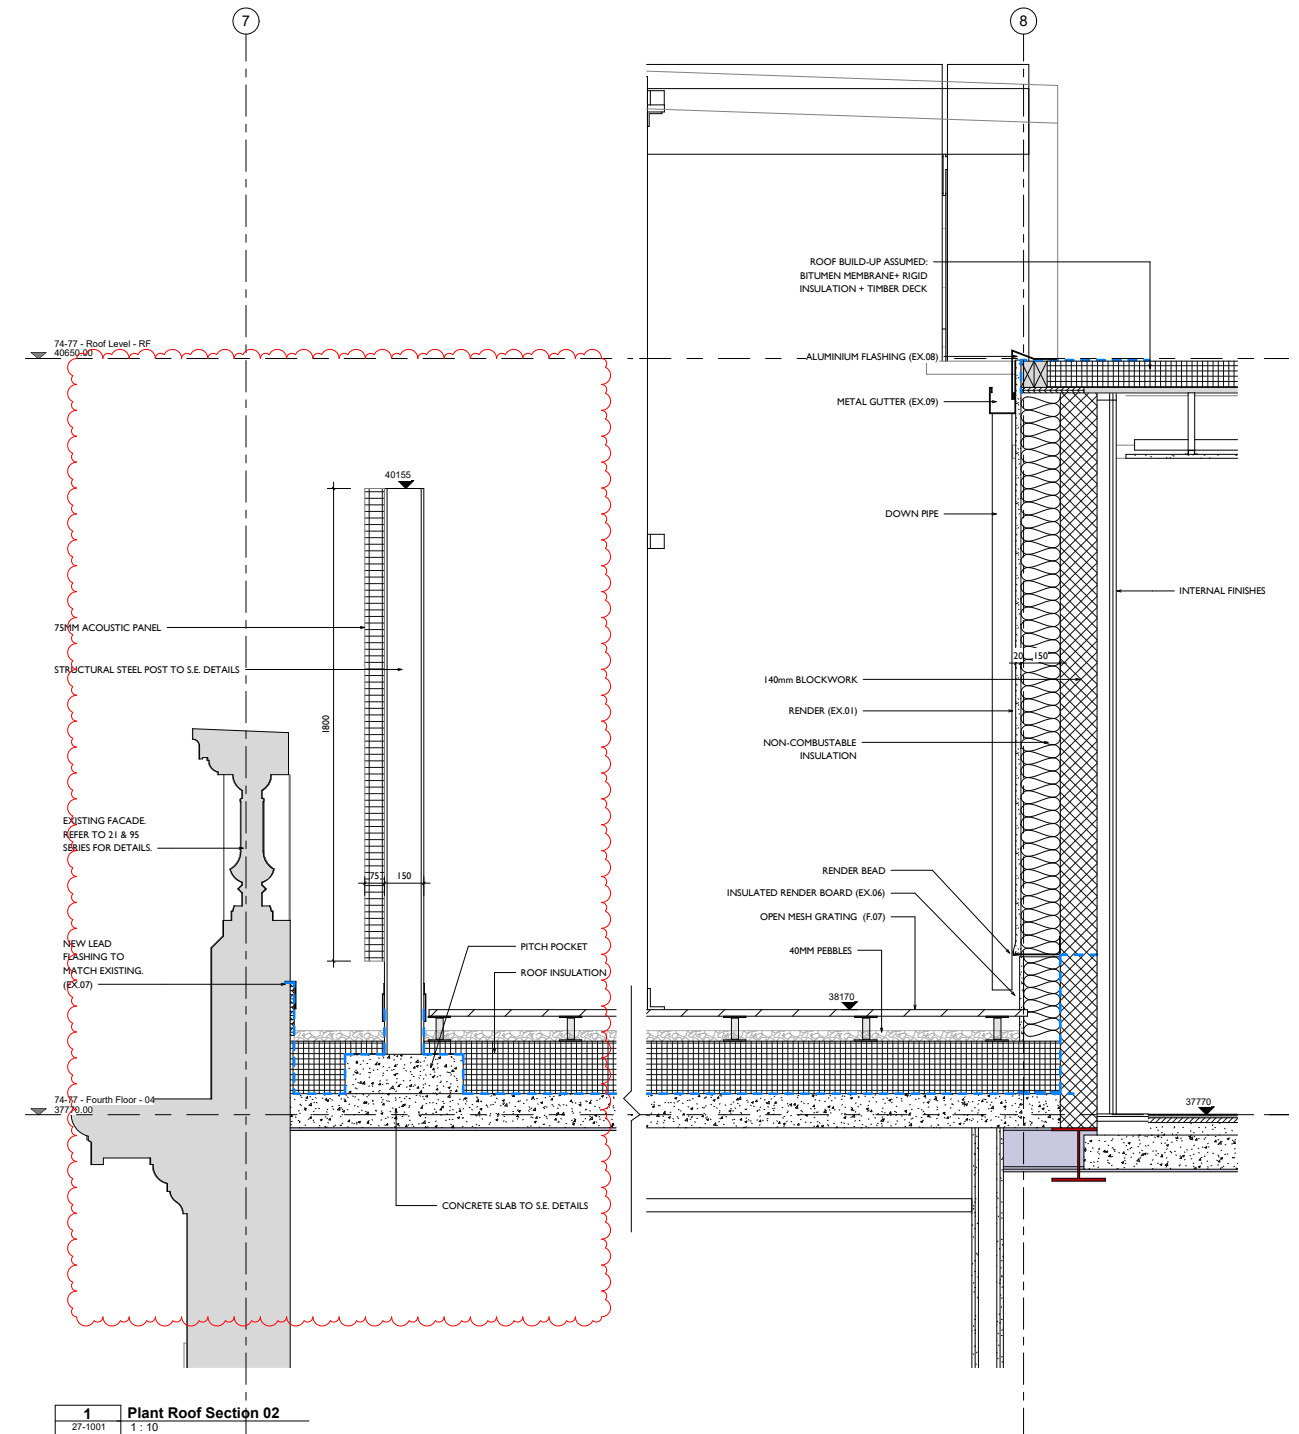 7
8
ROOF BUILD-UP ASSUMED:
BITUMEN MEMBRANE+ RIGID
INSULATION + TIMBER DECK
74-77 - Roof Level - RF
40650.00
ALUMINIUM FLASHING (EX.08)
METAL GUTTER (EX.09)
40155
DOWN PIPE
INTERNAL FINISHES
75MM ACOUSTIC PANEL
STRUCTURAL STEEL POST TO S.E. DETAILS
20
150
140mm BLOCKWORK
1800
RENDER (EX.01)
NON-COMBUSTABLE
INSULATION
EXISTING FACADE.
REFER TO 21 & 95
SERIES FOR DETAILS.
75
150
RENDER BEAD
INSULATED RENDER BOARD (EX.06)
OPEN MESH GRATING (F.07)
NEW LEAD
FLASHING TO
MATCH EXISTING.
(EX.07)
PITCH POCKET
40MM PEBBLES
ROOF INSULATION
38170
74-77 - Fourth Floor - 04
37770.00
37770
CONCRETE SLAB TO S.E. DETAILS
1
Plant Roof Section 02
27-1001
1 : 10